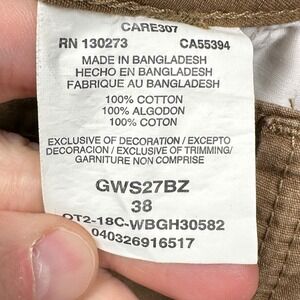 CARE307
RN 130273 CA55394
MADE IN BANGLADESH
HECHO EN BANGLADESH
FABRIQUE AU BANGLADESH
100% COTTON
100% ALGODON
100% COTON
EXCLUSIVE OF DECORATION / EXCEPTO
DECORACION / EXCLUSIVE OF TRIMMING/
GARNITURE NON COMPRISE
GWS27BZ
38
OT2-18C-WBGH30582
040326916517